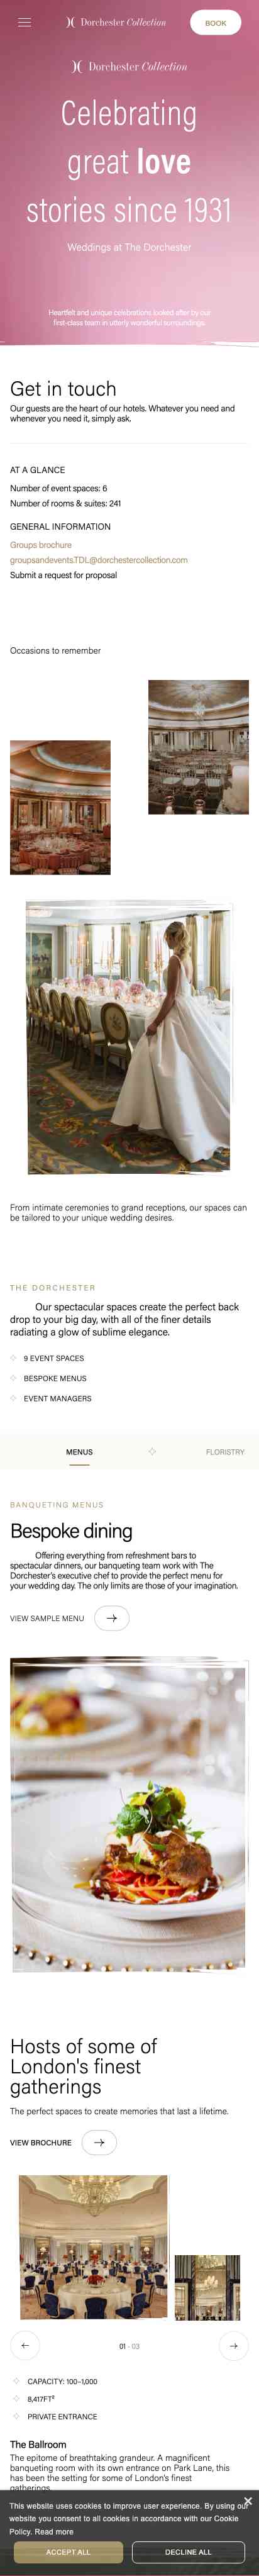 Dorchester Collection
BOOK
Dorchester Collection
Celebrating
great love
stories since 1931
Weddings at The Dorchester
Heartfelt and unique celebrations looked after by our
first-class team in utterly wonderful surroundings.
Get in touch
Our guests are the heart of our hotels. Whatever you need and
whenever you need it, simply ask.
AT A GLANCE
Number of event spaces: 6
Number of rooms & suites: 241
GENERAL INFORMATION
Groups brochure
groupsandevents.TDL@dorchestercollection.com
Submit a request for proposal
Occasions to remember
From intimate ceremonies to grand receptions, our spaces can
be tailored to your unique wedding desires.
THE DORCHESTER
Our spectacular spaces create the perfect back
drop to your big day, with all of the finer details
radiating a glow of sublime elegance.
9 EVENT SPACES
BESPOKE MENUS
EVENT MANAGERS
MENUS
FLORISTRY
BANQUETING MENUS
Bespoke dining
Offering everything from refreshment bars to
spectacular dinners, our banqueting team work with The
Dorchester's executive chef to provide the perfect menu for
your wedding day. The only limits are those of your imagination.
VIEW SAMPLE MENU
Hosts of some of
London's finest
gatherings
The perfect spaces to create memories that last a lifetime.
VIEW BROCHURE
01 - 03
CAPACITY: 100–1,000
8,417FT²
PRIVATE ENTRANCE
The Ballroom
The epitome of breathtaking grandeur. A magnificent
banqueting room with its own entrance on Park Lane, this
has been the setting for some of London's finest
gatherings
This website uses cookies to improve user experience. By using our
website you consent to all cookies in accordance with our Cookie
Policy. Read more
ACCEPT ALL
DECLINE ALL